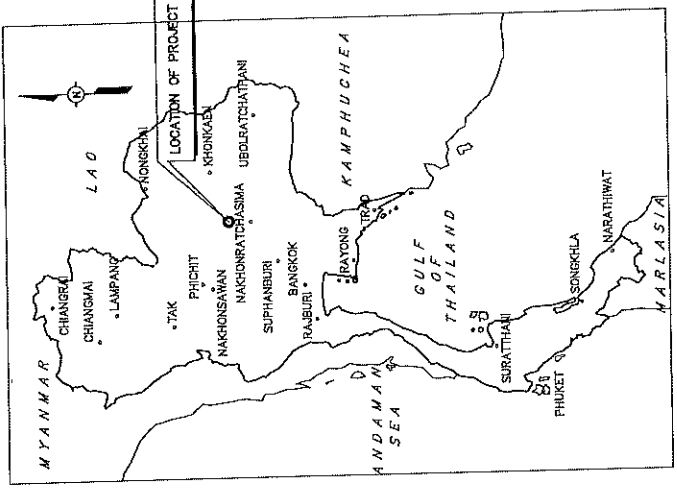 MYANMAR
CHIANGRAI
CHIANGMAI
LAMPANG
LAO
NONGKHAI
LOCATION OF PROJECT
N
TAK
PHICHIT
NAKHONSAWAN
KHONKAEN
NAKHONRATCHASIMA
UBOLRATCHATHANI
SUPHANBURI
BANGKOK
RAJBURI
RAYONG
TRAD
KAMPHUCHEA
GULF
OF
THAILAND
ANDAMAN
SEA
SURATTHANI
PHUKET
SONGKHLA
NARATHIWAT
MARLASIA